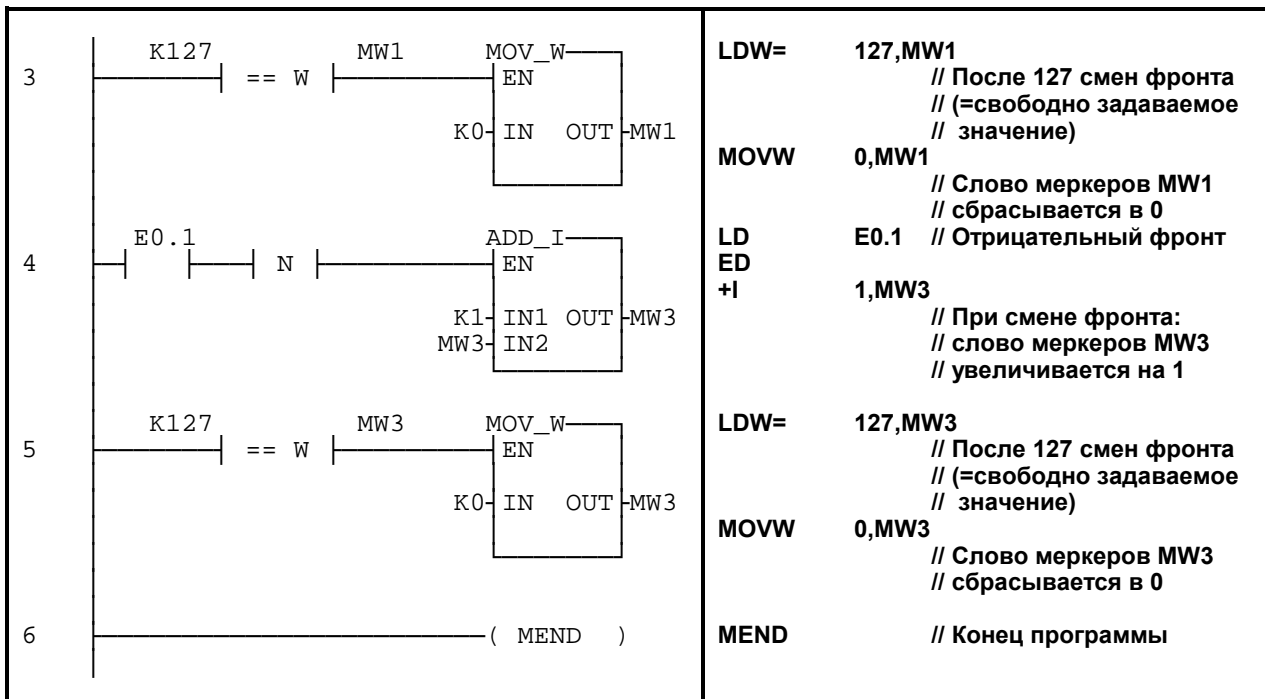 K127 MW1 MOV_W
3 == W EN
K0 IN OUT MW1
E0.1 ADD_I
4 N EN
K1 IN1 OUT MW3
MW3 IN2
K127 MW3 MOV_W
5 == W EN
K0 IN OUT MW3
6 ( MEND )
LDW= 127,MW1
// После 127 смен фронта
// (=свободно задаваемое
// значение)
MOVW 0,MW1
// Слово меркеров MW1
// сбрасывается в 0
LD E0.1 // Отрицательный фронт
ED
+I 1,MW3
// При смене фронта:
// слово меркеров MW3
// увеличивается на 1
LDW= 127,MW3
// После 127 смен фронта
// (=свободно задаваемое
// значение)
MOVW 0,MW3
// Слово меркеров MW3
// сбрасывается в 0
MEND // Конец программы